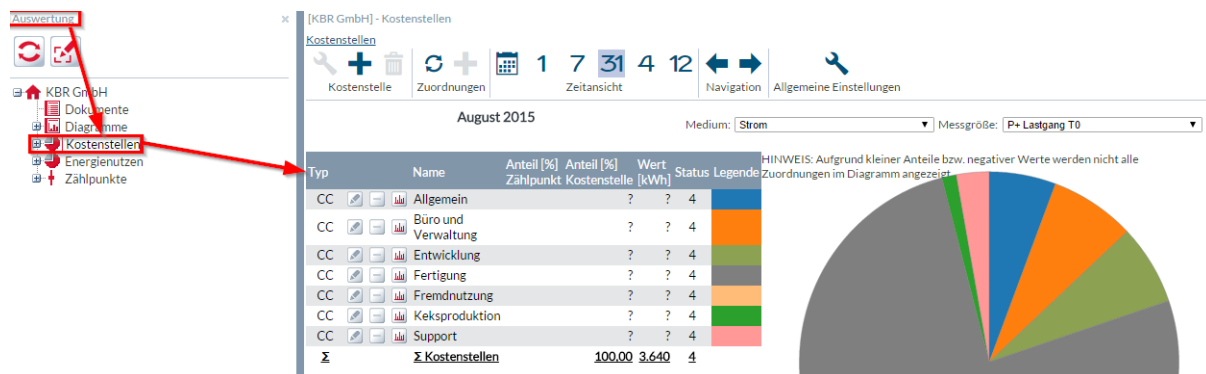 Auswertung ×
KBR GmbH
Dokumente
Diagramme
Kostenstellen
Energienutzen
Zählpunkte
[KBR GmbH] - Kostenstellen
Kostenstellen
1 7 31 4 12
Kostenstelle Zuordnungen Zeitansicht Navigation Allgemeine Einstellungen
August 2015
Medium: Strom Messgröße: P+ Lastgang T0
HINWEIS: Aufgrund kleiner Anteile bzw. negativer Werte werden nicht alle
Zuordnungen im Diagramm angezeigt
Typ Name Anteil [%] Zählpunkt Anteil [%] Kostenstelle Wert [kWh] Status Legende
CC Allgemein ? ? 4
CC Büro und
Verwaltung ? ? 4
CC Entwicklung ? ? 4
CC Fertigung ? ? 4
CC Fremdnutzung ? ? 4
CC Keksproduktion ? ? 4
CC Support ? ? 4
Σ Σ Kostenstellen 100,00 3.640 4